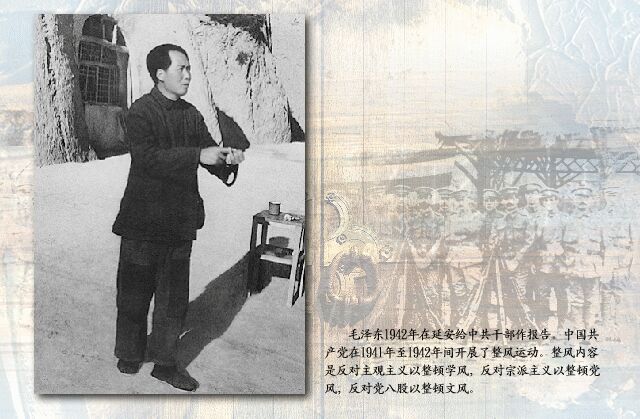 毛泽东1942年在延安给中共干部作报告。中国共
产党在1941年至1942年间开展了整风运动。整风内容
是反对主观主义以整顿学风，反对宗派主义以整顿党
风，反对党八股以整顿文风。